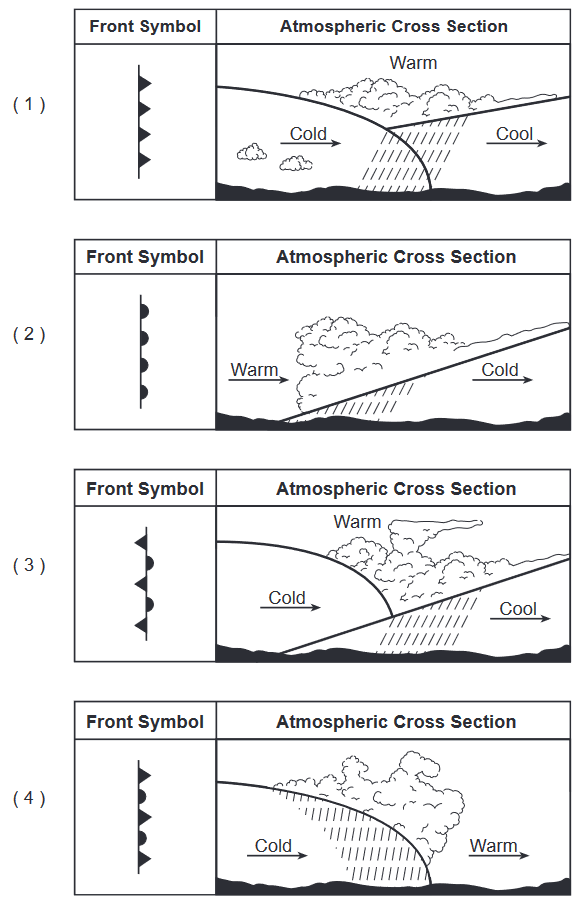 Front Symbol Atmospheric Cross Section
Warm
( 1 )
Cold Cool
Front Symbol Atmospheric Cross Section
( 2 )
Warm Cold
Front Symbol Atmospheric Cross Section
Warm
( 3 )
Cold Cool
Front Symbol Atmospheric Cross Section
( 4 )
Cold Warm